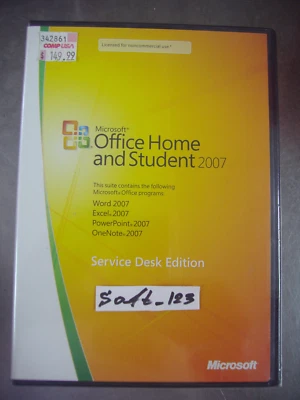 342861
COMP USA
$ 149.99
Licensed for noncommercial use*
Microsoft®
Office Home
and Student 2007
This suite contains the following
Microsoft® Office programs:
Word 2007
Excel® 2007
PowerPoint® 2007
OneNote® 2007
Service Desk Edition
Saft_123
Microsoft